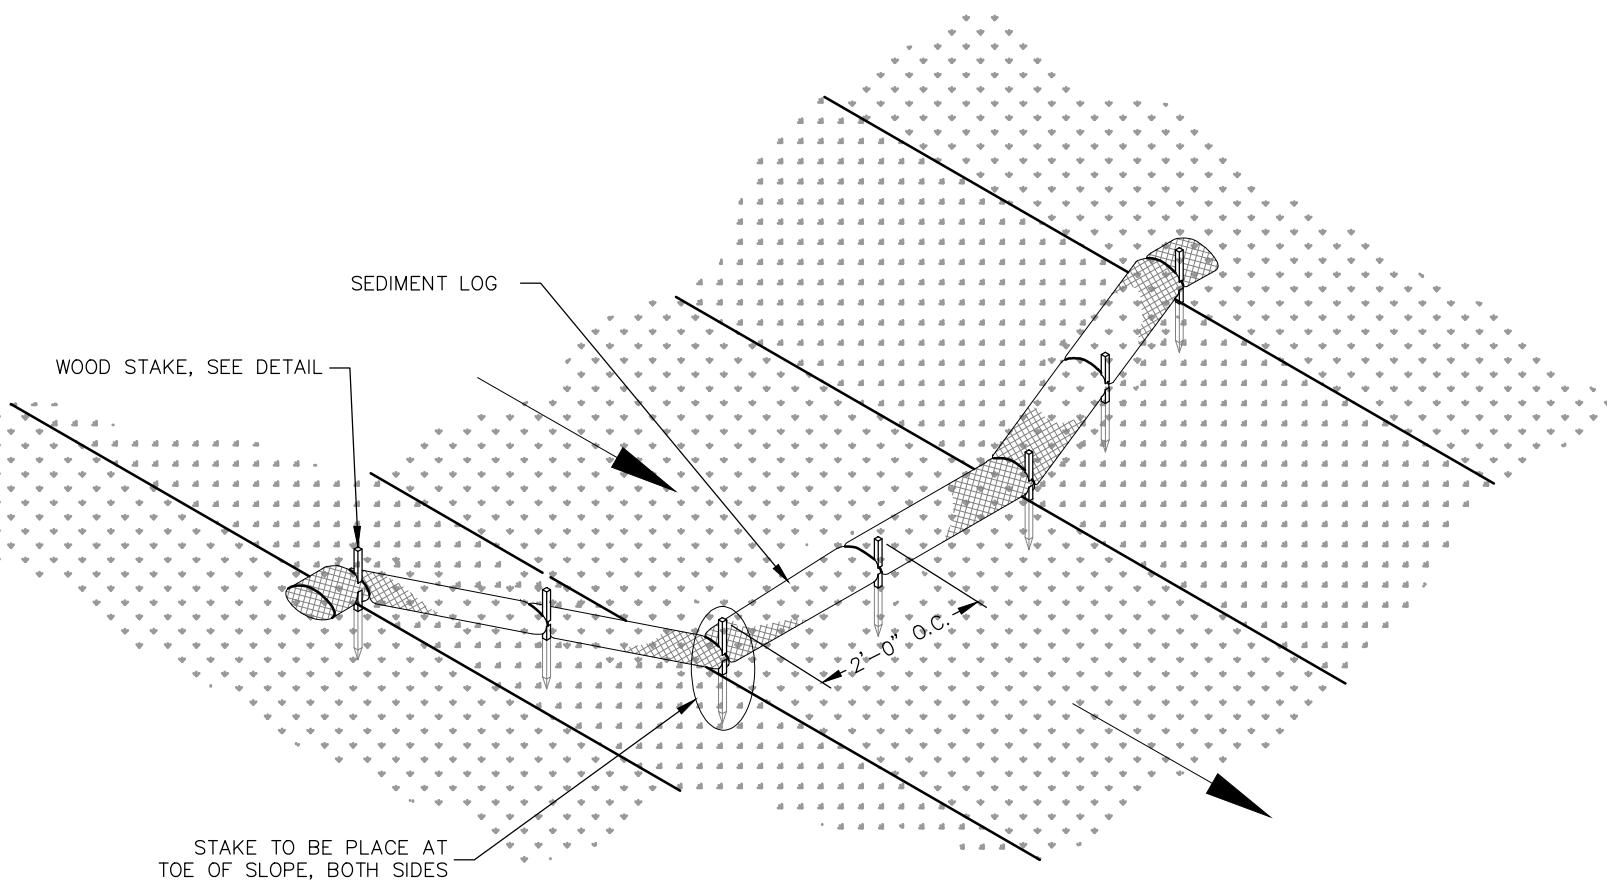 SEDIMENT LOG
WOOD STAKE, SEE DETAIL
2'-0" O.C.
STAKE TO BE PLACE AT
TOE OF SLOPE, BOTH SIDES